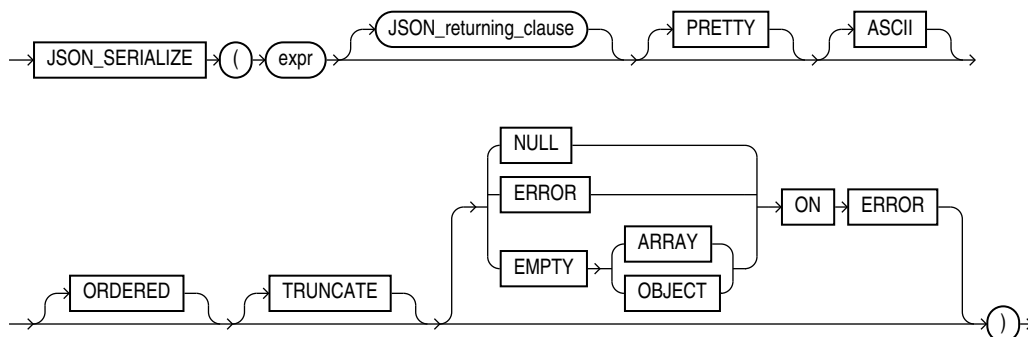 JSON_returning_clause PRETTY ASCII
JSON_SERIALIZE ( expr
NULL
ERROR ON ERROR
ARRAY
EMPTY
OBJECT
ORDERED TRUNCATE
)